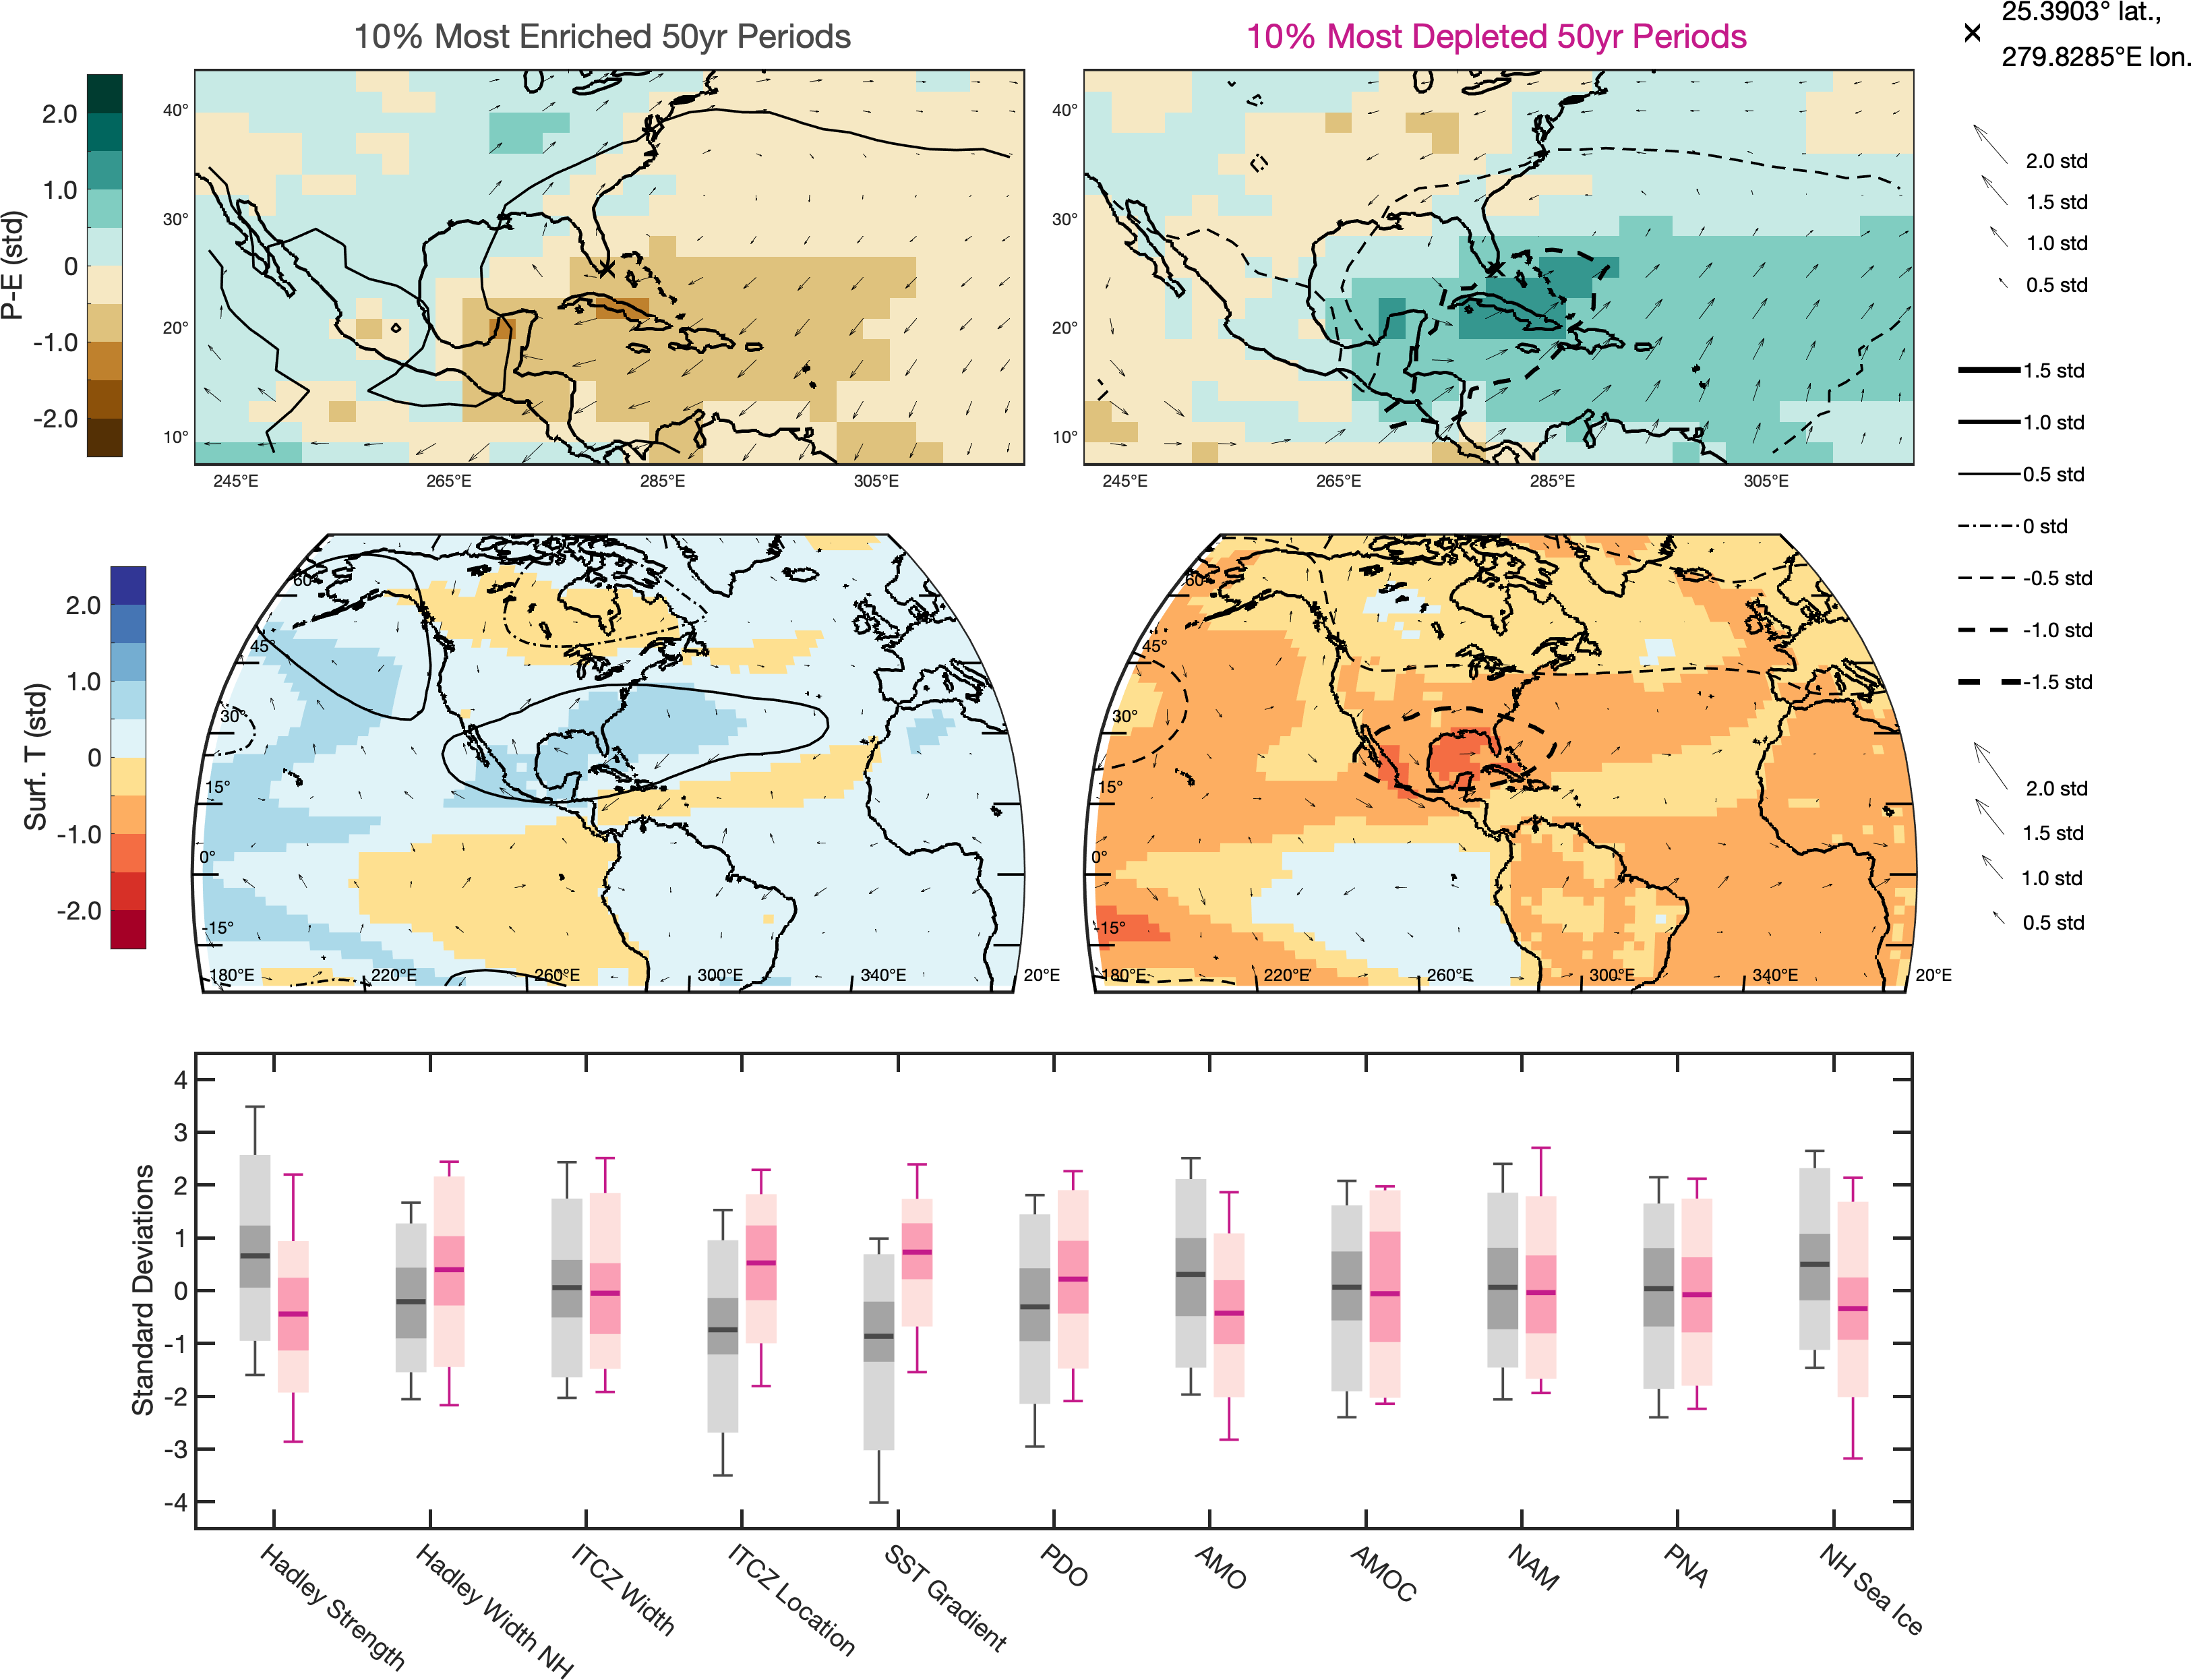 10% Most Enriched 50yr Periods
10% Most Depleted 50yr Periods
25.3903° lat.,
279.8285°E lon.
P-E (std)
2.0
1.0
0
-1.0
-2.0
40°
30°
20°
10°
245°E
265°E
285°E
305°E
40°
30°
20°
10°
245°E
265°E
285°E
305°E
2.0 std
1.5 std
1.0 std
0.5 std
1.5 std
1.0 std
0.5 std
0 std
-0.5 std
-1.0 std
-1.5 std
Surf. T (std)
2.0
1.0
0
-1.0
-2.0
60°
45°
30°
15°
0°
-15°
180°E
220°E
260°E
300°E
340°E
20°E
60°
45°
30°
15°
0°
-15°
180°E
220°E
260°E
300°E
340°E
20°E
2.0 std
1.5 std
1.0 std
0.5 std
Standard Deviations
4
3
2
1
0
-1
-2
-3
-4
Hadley Strength
Hadley Width NH
ITCZ Width
ITCZ Location
SST Gradient
PDO
AMO
AMOC
NAM
PNA
NH Sea Ice